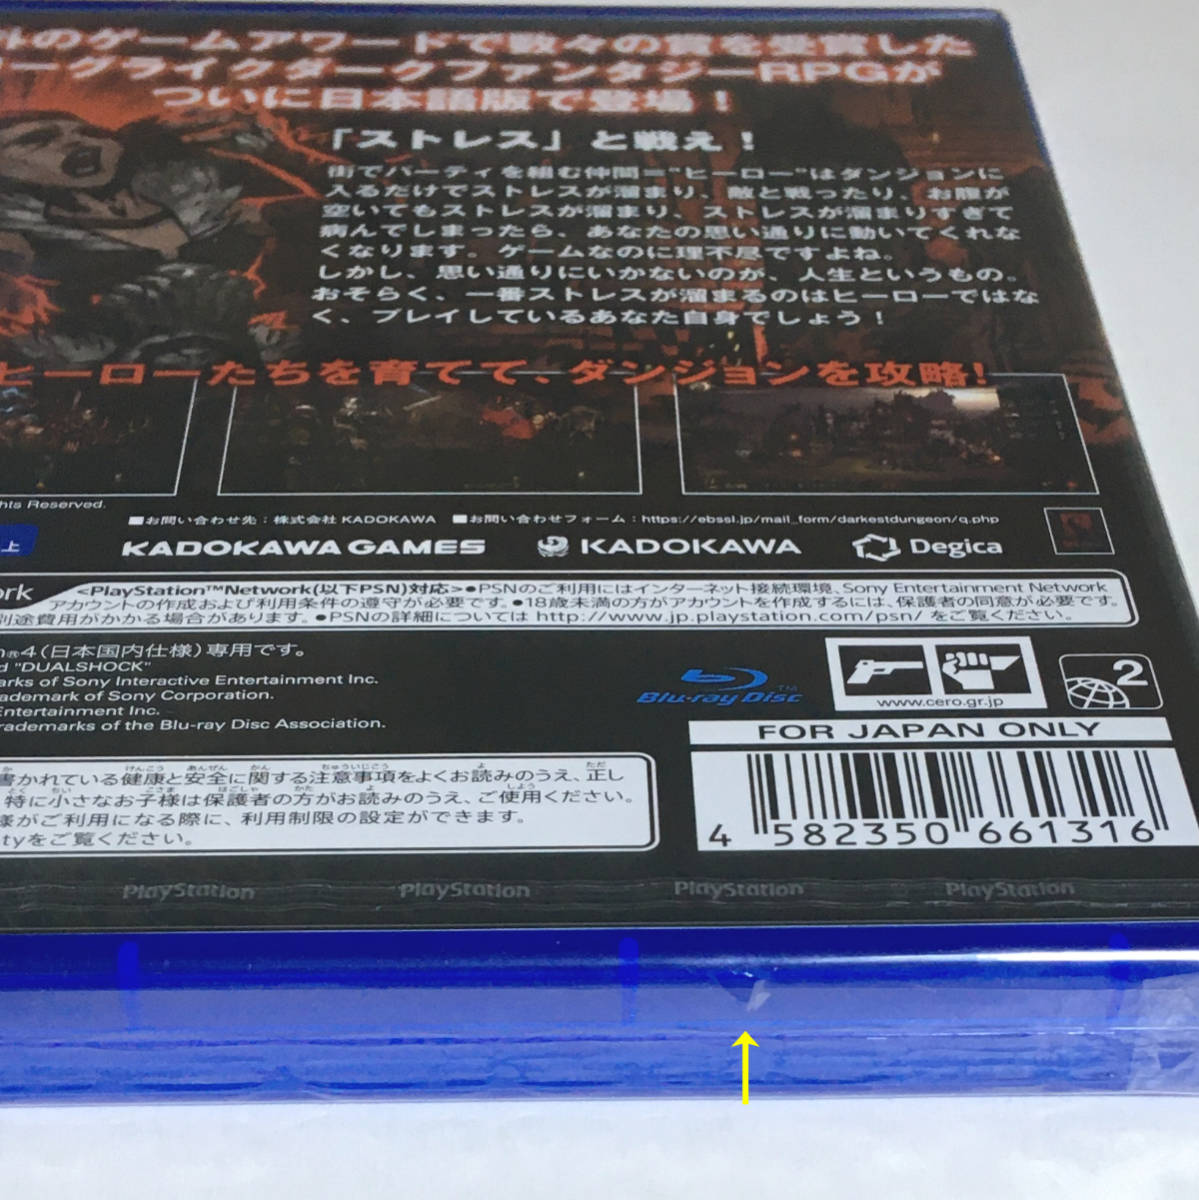 のゲームアワードで数々の賞を受賞した
ーグライクダークファンタジーRPGが
ついに日本語版で登場！
「ストレス」と戦え！
街でパーティを組む仲間＝"ヒーロー"はダンジョンに
入るだけでストレスが溜まり、敵と戦ったり、お腹が
空いてもストレスが溜まり、ストレスが溜まりすぎて
病んでしまったら、あなたの思い通りに動いてくれな
くなります。ゲームなのに理不尽ですよね。
しかし、思い通りにいかないのが、人生というもの。
おそらく、一番ストレスが溜まるのはヒーローではな
く、プレイしているあなた自身でしょう！
ヒーローたちを育てて、ダンジョンを攻略！
hts Reserved.
■お問い合わせ先：株式会社 KADOKAWA ■お問い合わせフォーム：https://ebssl.jp/mail_form/darkestdungeon/q.php
上
KADOKAWA GAMES KADOKAWA Degica
ork
<PlayStation™Network(以下PSN)対応>●PSNのご利用にはインターネット接続環境、Sony Entertainment Network
アカウントの作成および利用条件の遵守が必要です。●18歳未満の方がアカウントを作成するには、保護者の同意が必要です。
別途費用がかかる場合があります。●PSNの詳細については http://www.jp.playstation.com/psn/ をご覧ください。
n®4（日本国内仕様）専用です。
d "DUALSHOCK"
arks of Sony Interactive Entertainment Inc.
rademark of Sony Corporation.
Entertainment Inc.
rademarks of the Blu-ray Disc Association.
Blu-ray Disc™
www.cero.gr.jp
2
FOR JAPAN ONLY
書かれている健康と安全に関する注意事項をよくお読みのうえ、正し
特に小さなお子様は保護者の方がお読みのうえ、ご使用ください。
様がご利用になる際に、利用制限の設定ができます。
tyをご覧ください。
4 582350 661316
PlayStation PlayStation PlayStation PlayStation